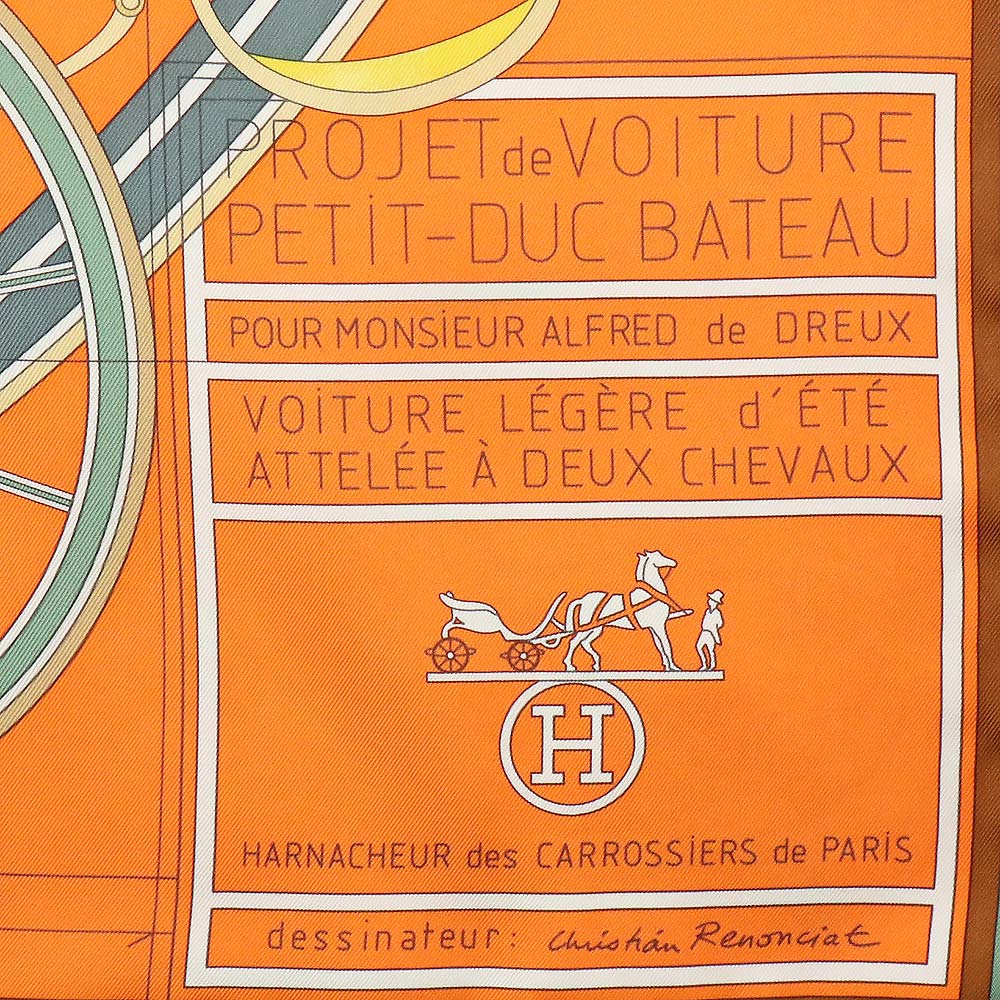 PROJET de VOITURE
PETiT-DUC BATEAU
POUR MONSiEUR ALFRED de DREUX
VOiTURE LÉGÈRE d'ÉTÉ
ATTELÉE À DEUX CHEVAUX
H
HARNACHEUR des CARROSSiERS de PARiS
dessinateur: Christian Renonciat